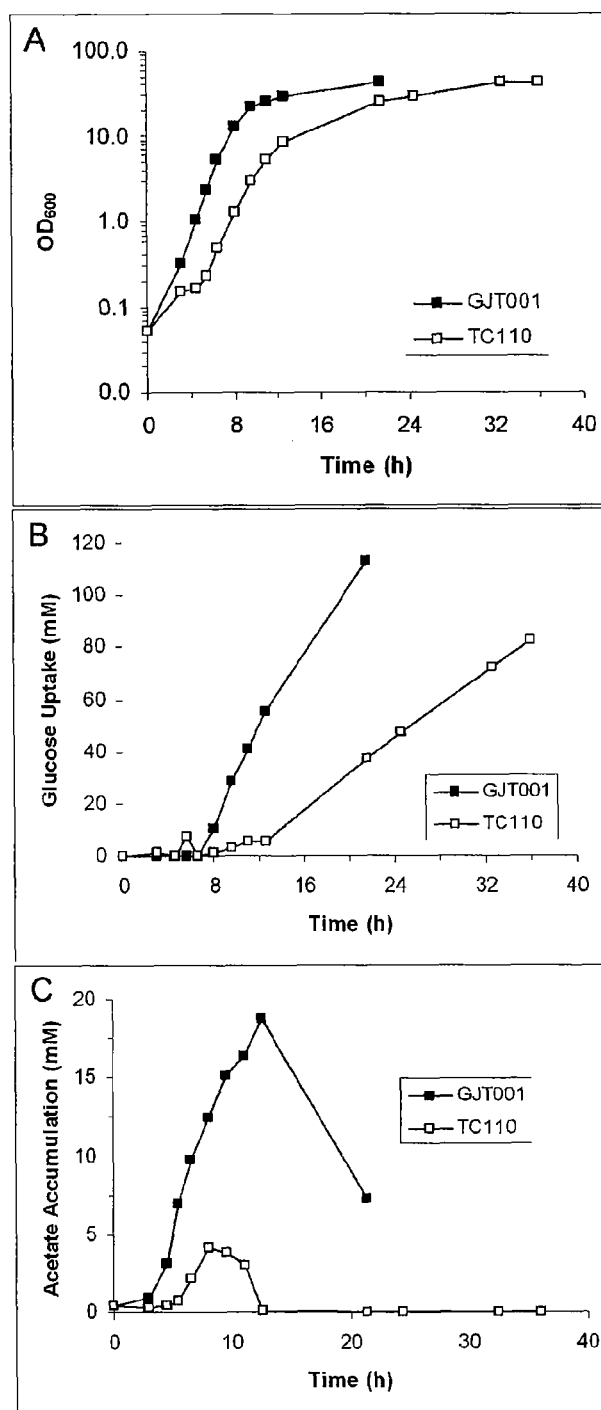 A
100.0
10.0
1.0
0.1
0.0
OD600
GJT001
TC110
0 8 16 24 32 40
Time (h)
B
120
100
80
60
40
20
0
Glucose Uptake (mM)
GJT001
TC110
0 8 16 24 32 40
Time (h)
C
20
15
10
5
0
Acetate Accumulation (mM)
GJT001
TC110
0 10 20 30 40
Time (h)